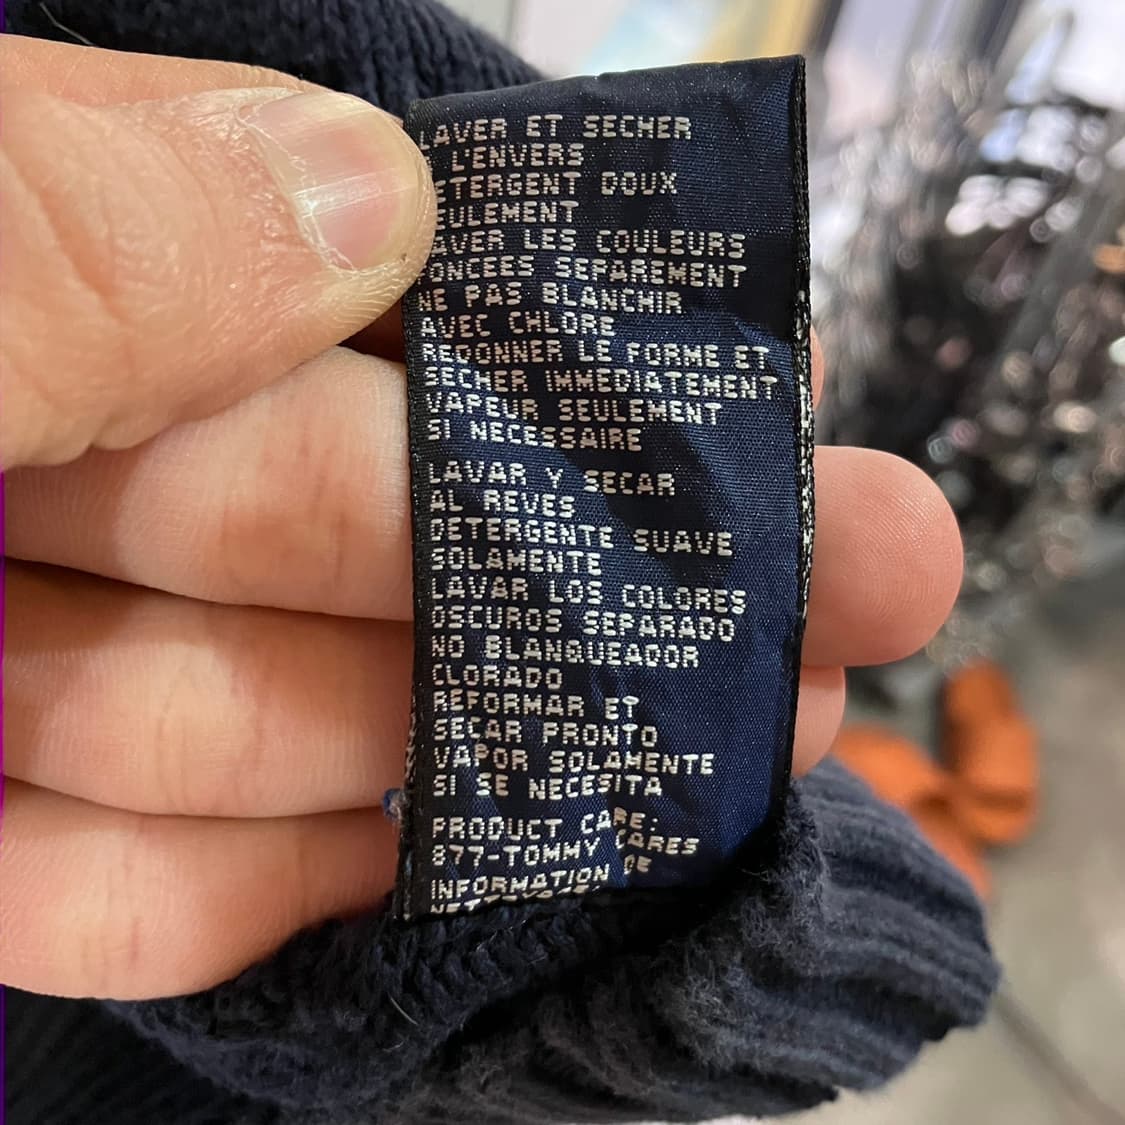 LAVER ET SECHER
L'ENVERS
ETERGENT DOUX
EULEMENT
AVER LES COULEURS
ONCEES SEPAREMENT
NE PAS BLANCHIR
AVEC CHLORE
REDONNER LE FORME ET
SECHER IMMEDIATEMENT
VAPEUR SEULEMENT
SI NECESSAIRE
LAVAR Y SECAR
AL REVES
DETERGENTE SUAVE
SOLAMENTE
LAVAR LOS COLORES
OSCUROS SEPARADO
NO BLANQUEADOR
CLORADO
REFORMAR ET
SECAR PRONTO
VAPOR SOLAMENTE
SI SE NECESITA
PRODUCT CARE:
877-TOMMY CARES
INFORMATION DE